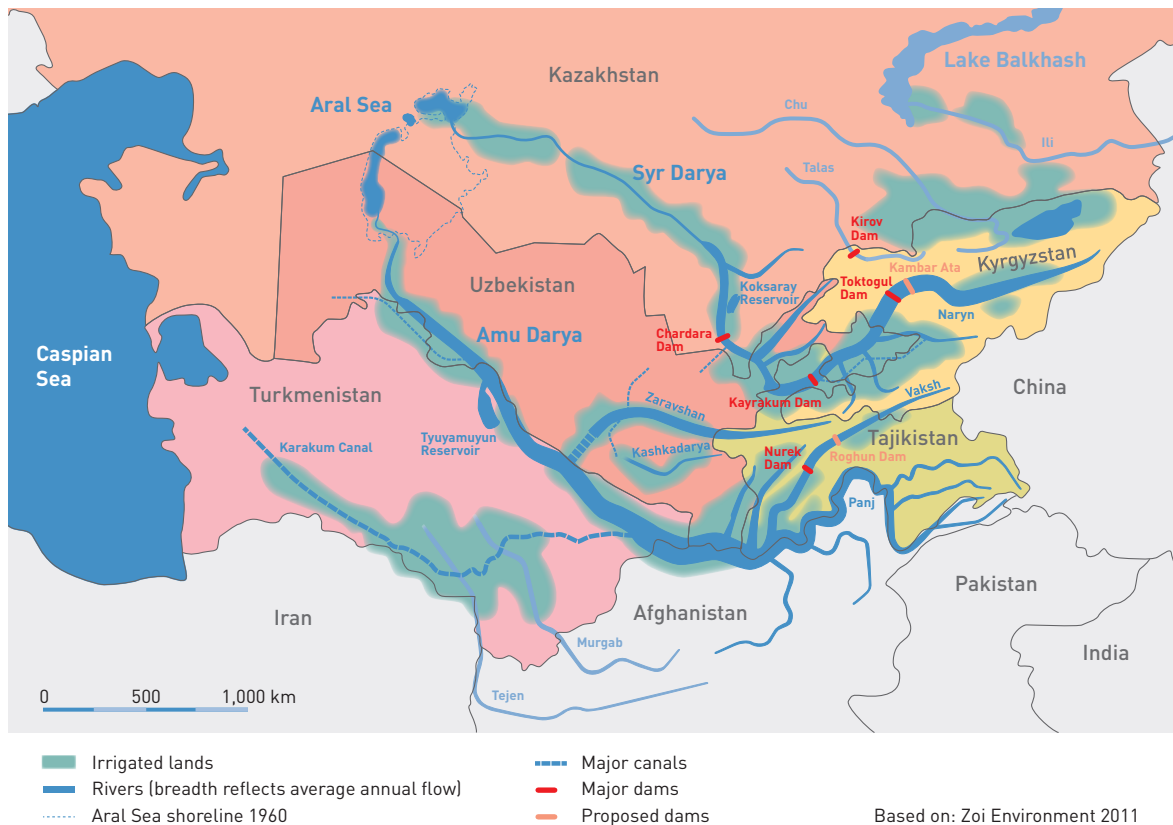 Kazakhstan
Lake Balkhash
Aral Sea
Chu
Ili
Syr Darya
Talas
Kirov
Dam
Kyrgyzstan
Kambar Ata
Toktogul
Dam
Uzbekistan
Koksaray
Reservoir
Naryn
Amu Darya
Chardara
Dam
Caspian
Sea
China
Turkmenistan
Kayrakum Dam
Vaksh
Zaravshan
Karakum Canal
Tyuyamuyun
Reservoir
Kashkadarya
Tajikistan
Nurek
Dam
Roghun Dam
Panj
Pakistan
Iran
Afghanistan
Murgab
India
Tejen
0 500 1,000 km
Irrigated lands
Rivers (breadth reflects average annual flow)
Aral Sea shoreline 1960
Major canals
Major dams
Proposed dams
Based on: Zoi Environment 2011